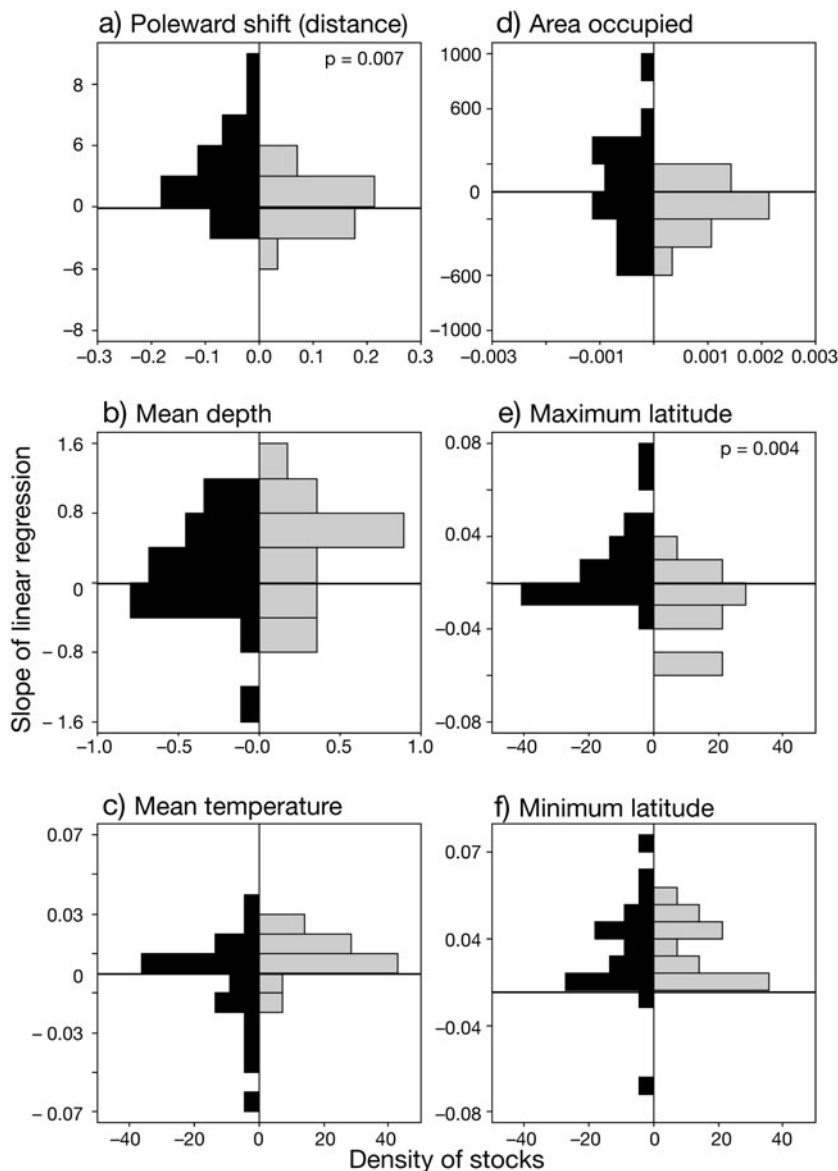 a) Poleward shift (distance)
p = 0.007
8
6
0
−6
−8
−0.3 −0.2 −0.1 0.0 0.1 0.2 0.3
d) Area occupied
1000
600
0
−600
−1000
−0.003 −0.001 0.001 0.002 0.003
b) Mean depth
1.6
0.8
0
− 0.8
− 1.6
−1.0 −0.5 −0.0 0.5 1.0
e) Maximum latitude
p = 0.004
0.08
0.04
0
−0.04
−0.08
−40 −20 0 20 40
c) Mean temperature
0.07
0.03
0
− 0.03
− 0.07
−40 −20 0 20 40
f) Minimum latitude
0.07
0.04
0
−0.04
−0.08
−40 −20 0 20 40
Slope of linear regression
Density of stocks